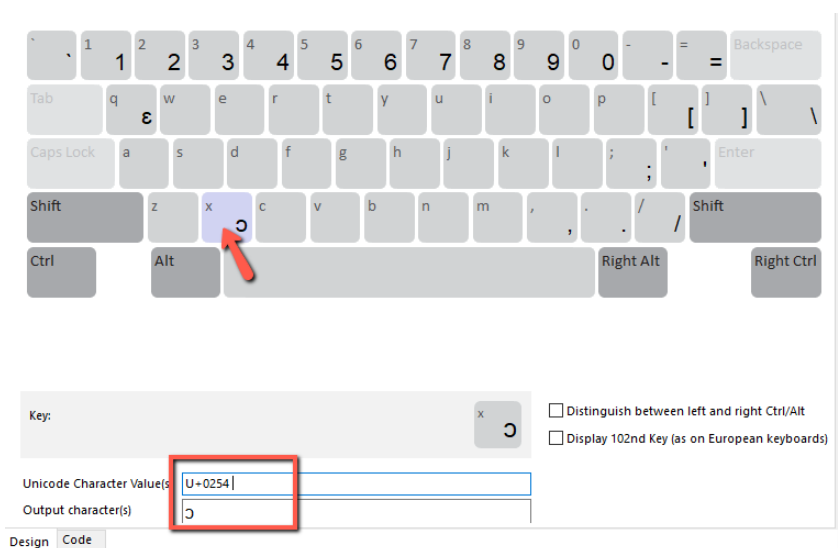 ` ` 1 1 2 2 3 3 4 4 5 5 6 6 7 7 8 8 9 9 0 0 - - = = Backspace
Tab q ɛ w e r t y u i o p [ [ ] ] \ \
Caps Lock a s d f g h j k l ; ; ' ' Enter
Shift z x ɔ c v b n m , , . . / / Shift
Ctrl Alt Right Alt Right Ctrl
Key: x ɔ
Distinguish between left and right Ctrl/Alt
Display 102nd Key (as on European keyboards)
Unicode Character Value(s U+0254
Output character(s) ɔ
Design Code